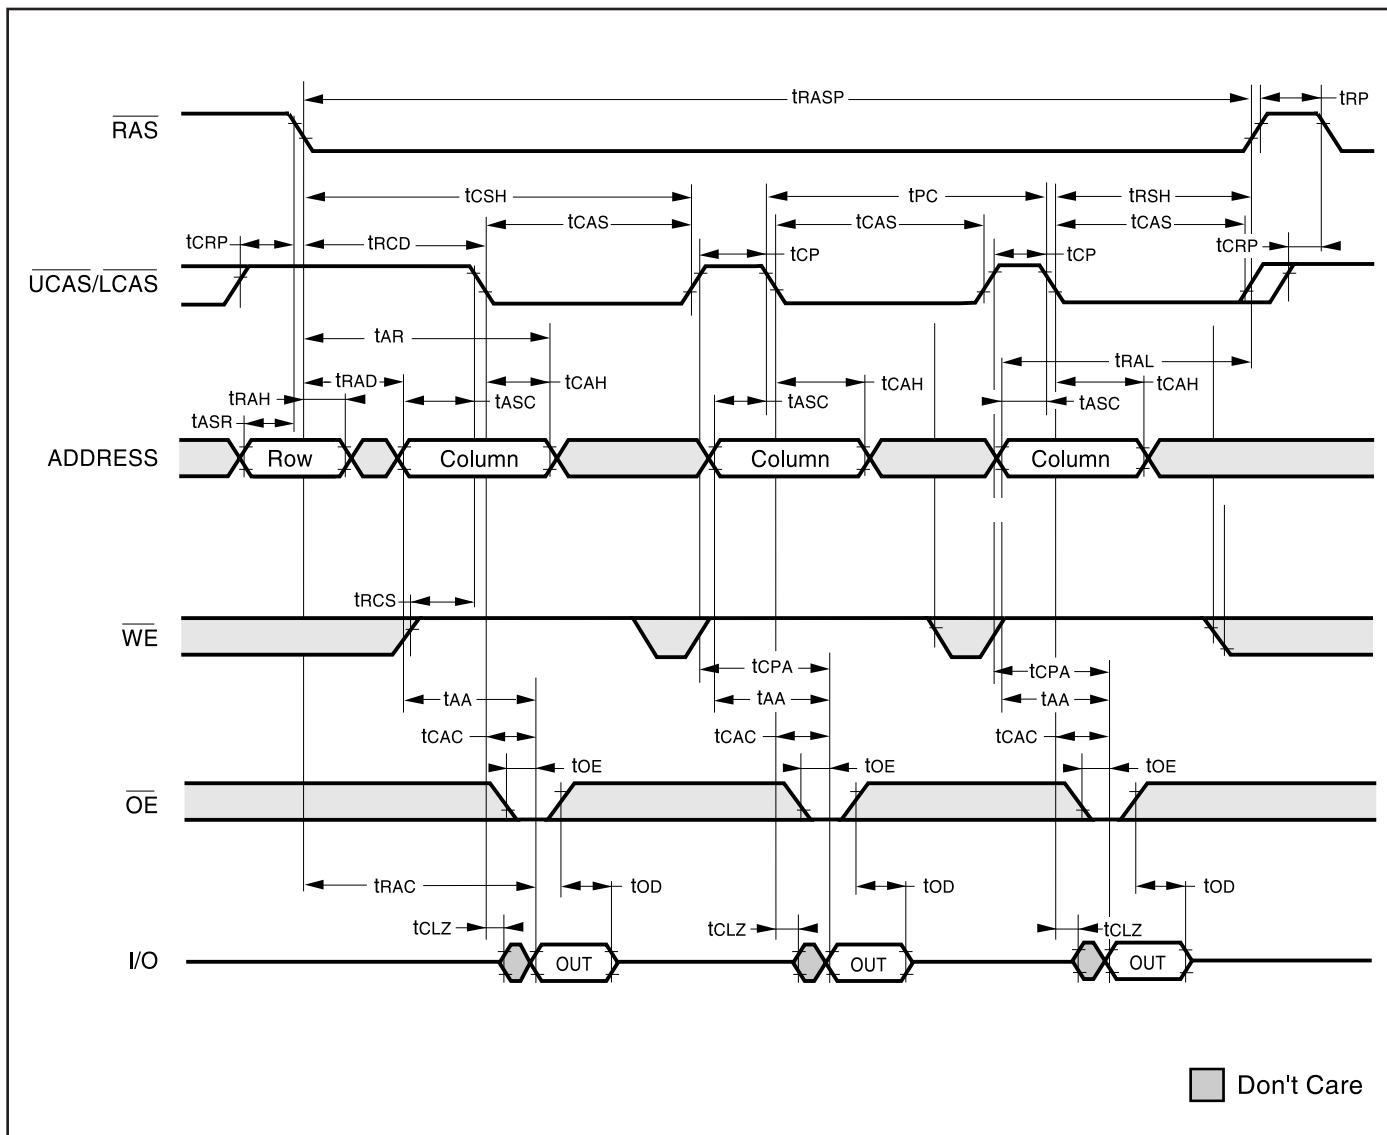 tRASP tRP
RAS
tCSH tPC tRSH
tCAS tCAS tCAS
tCRP tRCD tCP tCP tCRP
UCAS/LCAS
tAR
tRAL
tRAD tCAH tCAH tCAH
tRAH tASC tASC tASC
tASR
ADDRESS Row Column Column Column
tRCS
WE
tCPA tCPA
tAA tAA tAA
tCAC tCAC tCAC
tOE tOE tOE
OE
tRAC tOD tOD tOD
tCLZ tCLZ tCLZ
I/O OUT OUT OUT
Don't Care